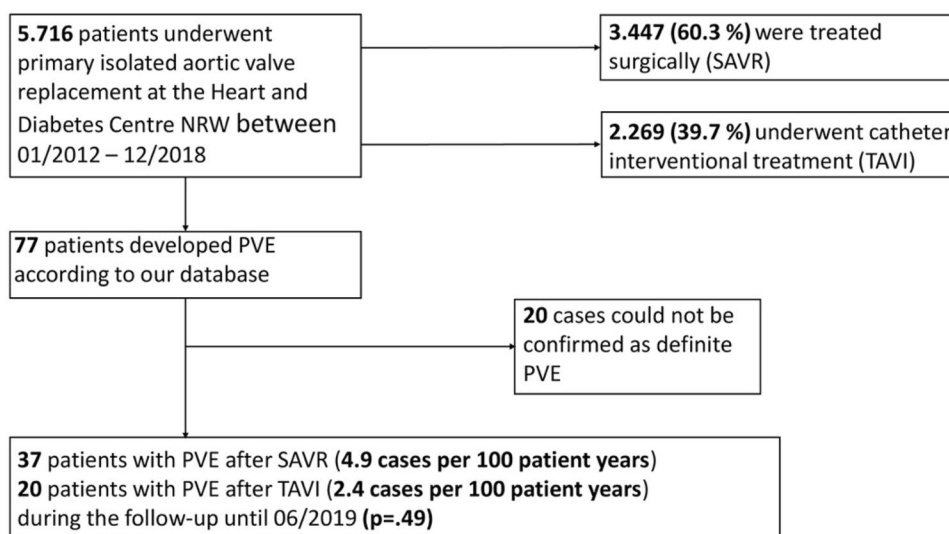 5.716 patients underwent
primary isolated aortic valve
replacement at the Heart and
Diabetes Centre NRW between
01/2012 – 12/2018
3.447 (60.3 %) were treated
surgically (SAVR)
2.269 (39.7 %) underwent catheter
interventional treatment (TAVI)
77 patients developed PVE
according to our database
20 cases could not be
confirmed as definite
PVE
37 patients with PVE after SAVR (4.9 cases per 100 patient years)
20 patients with PVE after TAVI (2.4 cases per 100 patient years)
during the follow-up until 06/2019 (p=.49)